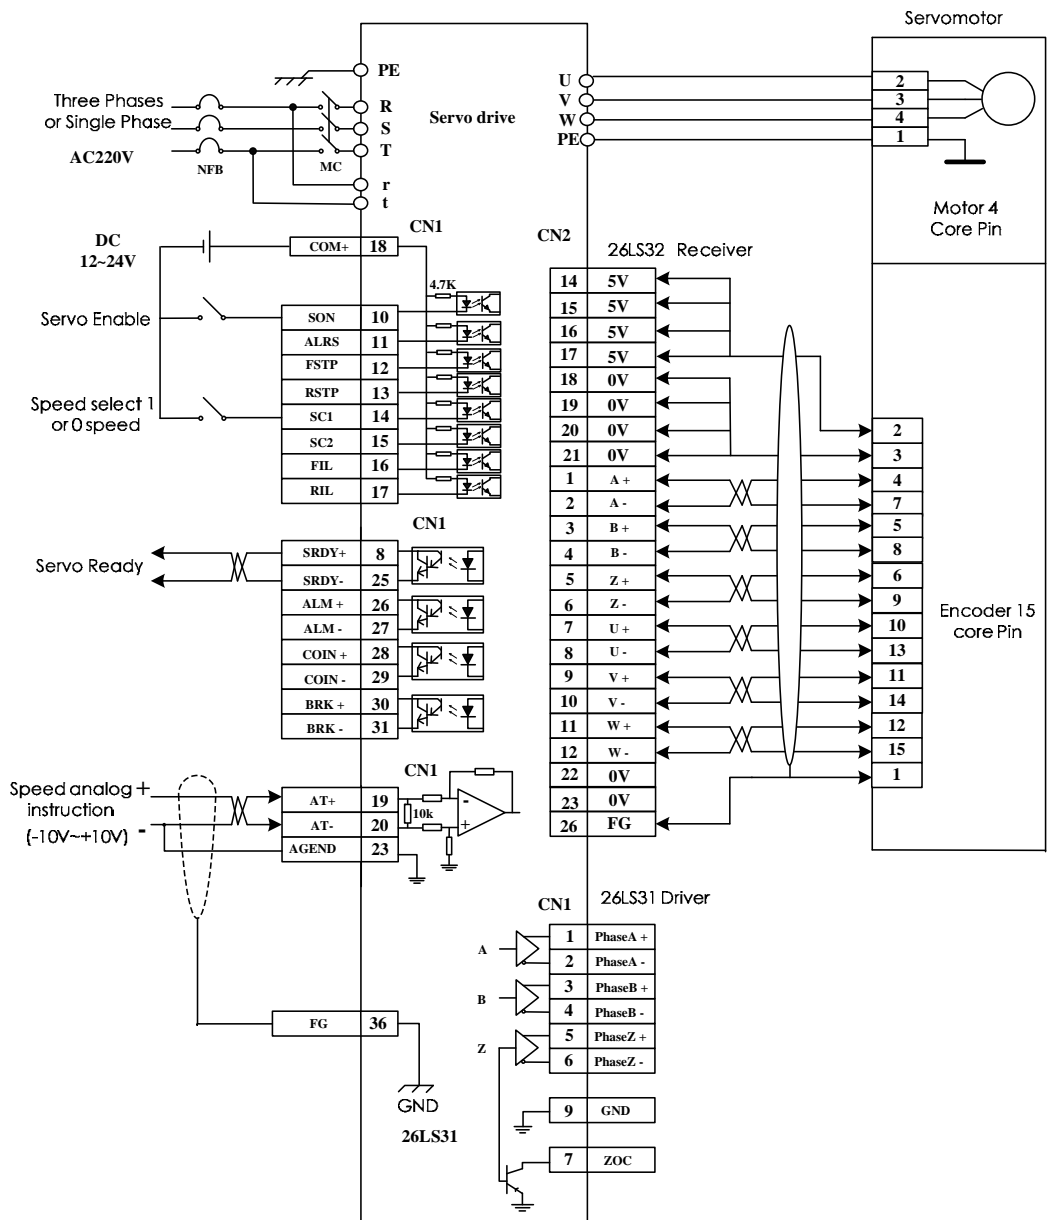 Servomotor
PE
Three Phases
or Single Phase
AC220V
NFB
MC
R
S
T
r
t
Servo drive
U
V
W
PE
2
3
4
1
Motor 4
Core Pin
DC
12~24V
COM+ 18
CN1
4.7K
Servo Enable
SON 10
ALRS 11
FSTP 12
RSTP 13
Speed select 1
or 0 speed
SC1 14
SC2 15
FIL 16
RIL 17
CN1
Servo Ready
SRDY+ 8
SRDY- 25
ALM + 26
ALM - 27
COIN + 28
COIN - 29
BRK + 30
BRK - 31
CN1
Speed analog +
instruction
(-10V~+10V) -
AT+ 19
AT- 20
AGEND 23
10k
-
+
FG 36
GND
26LS31
CN2
26LS32 Receiver
14 5V
15 5V
16 5V
17 5V
18 0V
19 0V
20 0V
21 0V
1 A +
2 A -
3 B +
4 B -
5 Z +
6 Z -
7 U +
8 U -
9 V +
10 V -
11 W +
12 W -
22 0V
23 0V
26 FG
2
3
4
7
5
8
6
9
10
13
11
14
12
15
1
Encoder 15
core Pin
CN1
26LS31 Driver
A
1 PhaseA +
2 PhaseA -
B
3 PhaseB +
4 PhaseB -
Z
5 PhaseZ +
6 PhaseZ -
9 GND
7 ZOC